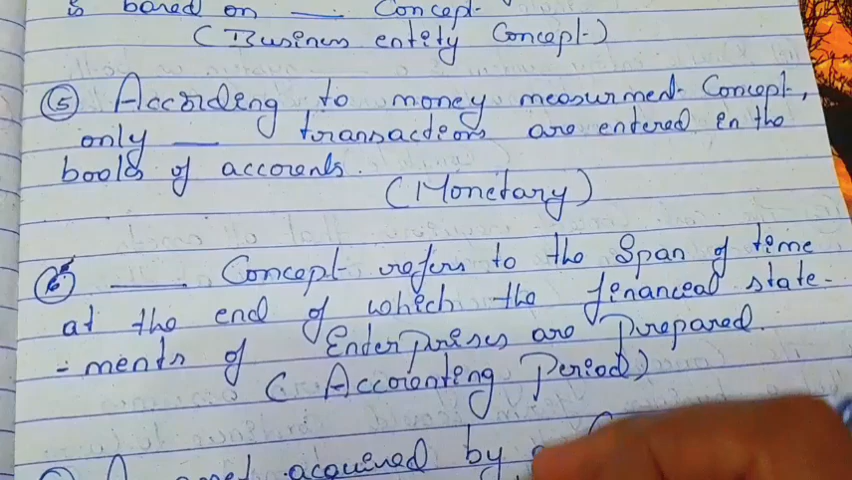 is based on ___ Concept-
(Business entity Concept-)
(5) According to money measurment Concept,
only ___ transactions are entered in the
books of accounts.
(Monetary)
(6) ___ Concept refers to the Span of time
at the end of which the financeal state-
-ments of Enterprises are prepared.
(Accounting Period)
acquired by